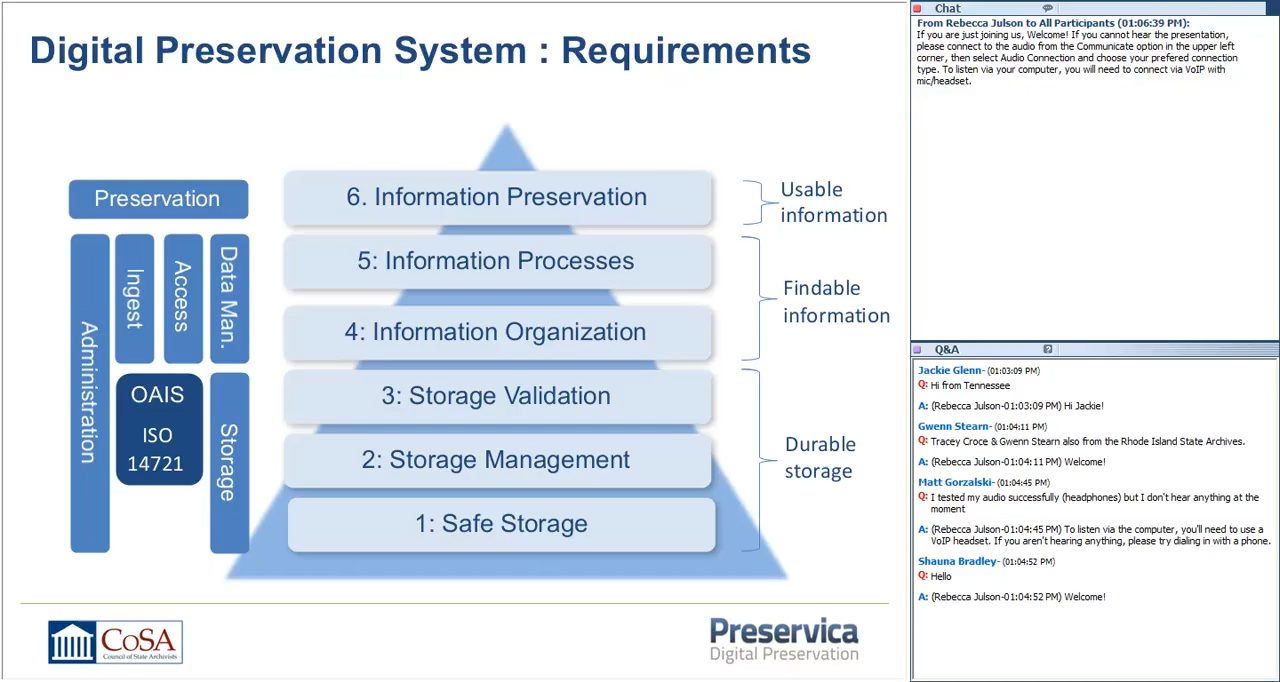 Digital Preservation System : Requirements
Preservation
Administration
Ingest
Access
Data Man.
OAIS
ISO
14721
Storage
6. Information Preservation
5: Information Processes
4: Information Organization
3: Storage Validation
2: Storage Management
1: Safe Storage
Usable
information
Findable
information
Durable
storage
CoSA
Council of State Archivists
Preservica
Digital Preservation
Chat
From Rebecca Julson to All Participants (01:06:39 PM):
If you are just joining us, Welcome! If you cannot hear the presentation,
please connect to the audio from the Communicate option in the upper left
corner, then select Audio Connection and choose your prefered connection
type. To listen via your computer, you will need to connect via VoIP with
mic/headset.
Q&A
Jackie Glenn- (01:03:09 PM)
Q: Hi from Tennessee
A: (Rebecca Julson-01:03:09 PM) Hi Jackie!
Gwenn Stearn- (01:04:11 PM)
Q: Tracey Croce & Gwenn Stearn also from the Rhode Island State Archives.
A: (Rebecca Julson-01:04:11 PM) Welcome!
Matt Gorzalski- (01:04:45 PM)
Q: I tested my audio successfully (headphones) but I don't hear anything at the
moment
A: (Rebecca Julson-01:04:45 PM) To listen via the computer, you'll need to use a
VoIP headset. If you aren't hearing anything, please try dialing in with a phone.
Shauna Bradley- (01:04:52 PM)
Q: Hello
A: (Rebecca Julson-01:04:52 PM) Welcome!